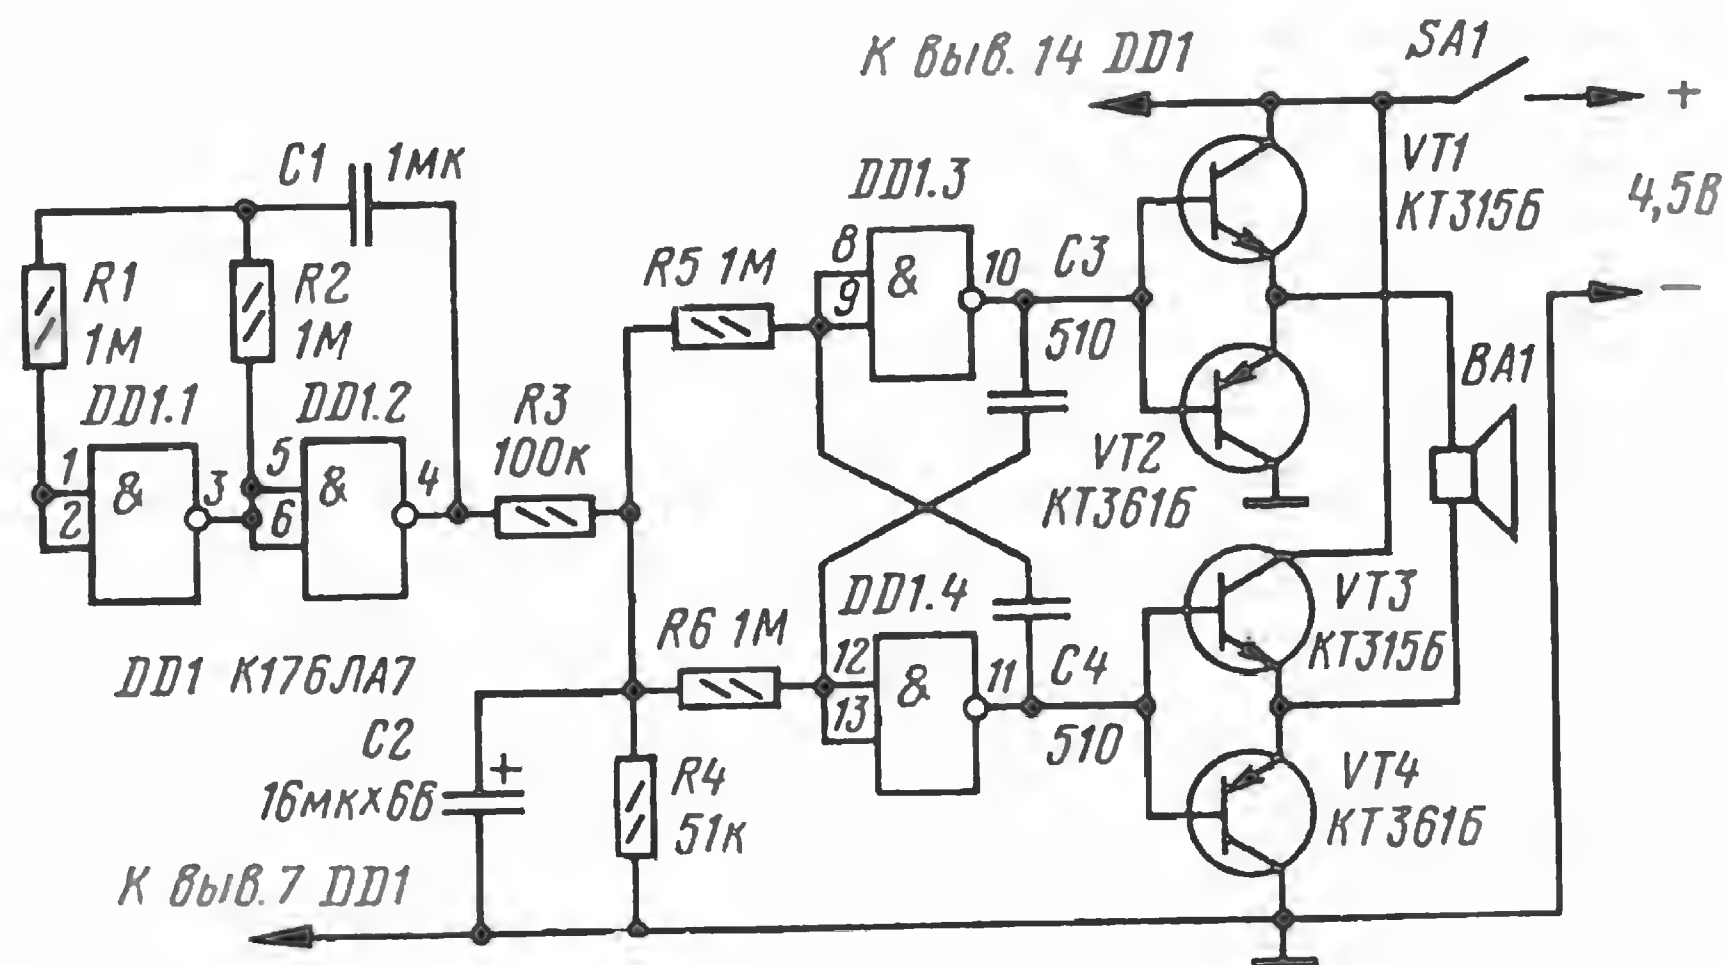 К выв. 14 DD1
SA1
+
C1
1мк
DD1.3
VT1
КТ315Б
4,5В
R1
1М
R2
1М
R5 1М
8
9
&
10
C3
510
−
DD1.1
DD1.2
R3
100к
VT2
КТ361Б
BA1
1
2
&
3
5
6
&
4
DD1 К176ЛА7
R6 1М
DD1.4
12
13
&
11
C4
510
VT3
КТ315Б
C2
16мк×6В
+
R4
51к
VT4
КТ361Б
К выв. 7 DD1